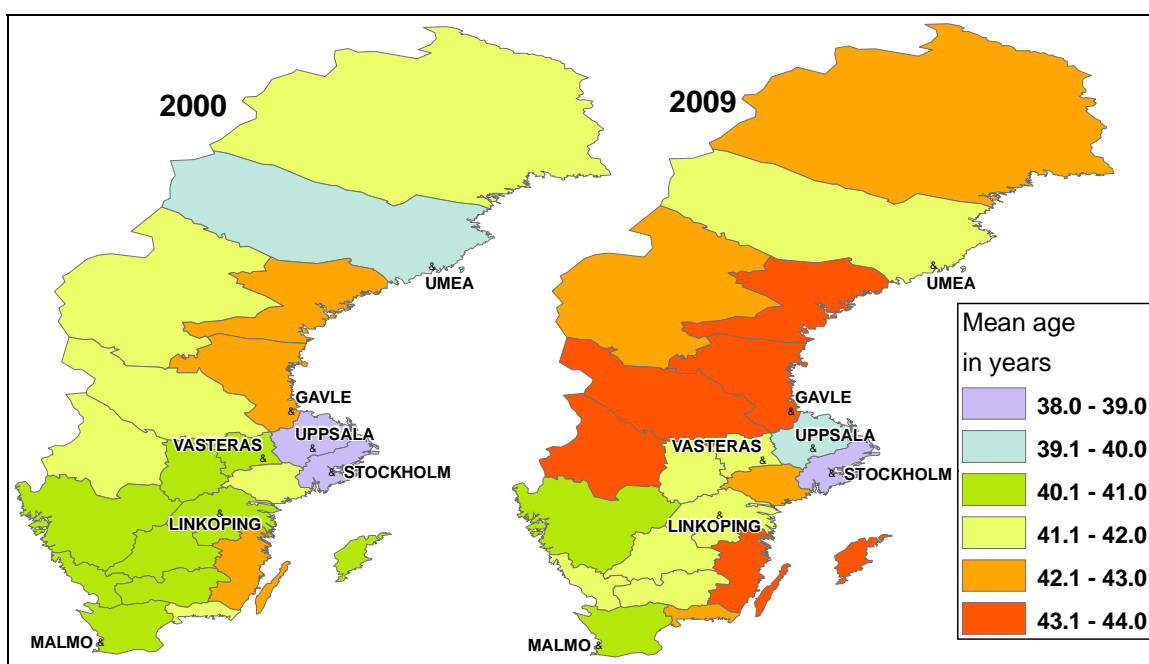 2000
UMEA
GAVLE
VASTERAS
UPPSALA
STOCKHOLM
LINKOPING
MALMO
2009
UMEA
GAVLE
VASTERAS
UPPSALA
STOCKHOLM
LINKOPING
MALMO
Mean age
in years
38.0 - 39.0
39.1 - 40.0
40.1 - 41.0
41.1 - 42.0
42.1 - 43.0
43.1 - 44.0